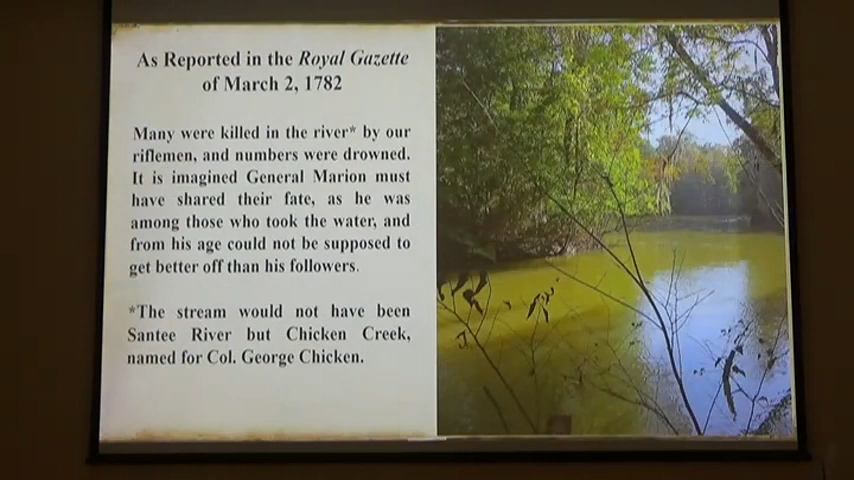 As Reported in the Royal Gazette
of March 2, 1782
Many were killed in the river* by our
riflemen, and numbers were drowned.
It is imagined General Marion must
have shared their fate, as he was
among those who took the water, and
from his age could not be supposed to
get better off than his followers.
*The stream would not have been
Santee River but Chicken Creek,
named for Col. George Chicken.